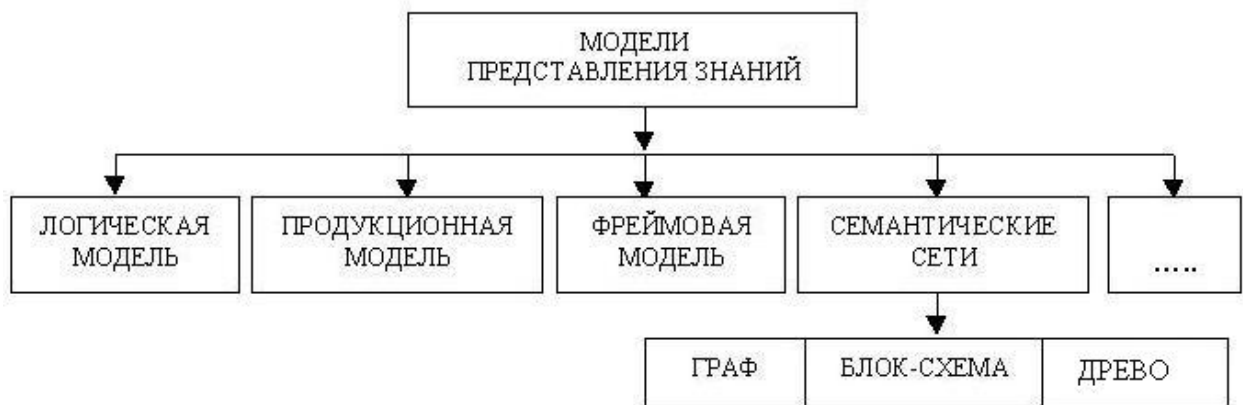 МОДЕЛИ
ПРЕДСТАВЛЕНИЯ ЗНАНИЙ
ЛОГИЧЕСКАЯ
МОДЕЛЬ
ПРОДУКЦИОННАЯ
МОДЕЛЬ
ФРЕЙМОВАЯ
МОДЕЛЬ
СЕМАНТИЧЕСКИЕ
СЕТИ
.....
ГРАФ
БЛОК-СХЕМА
ДРЕВО